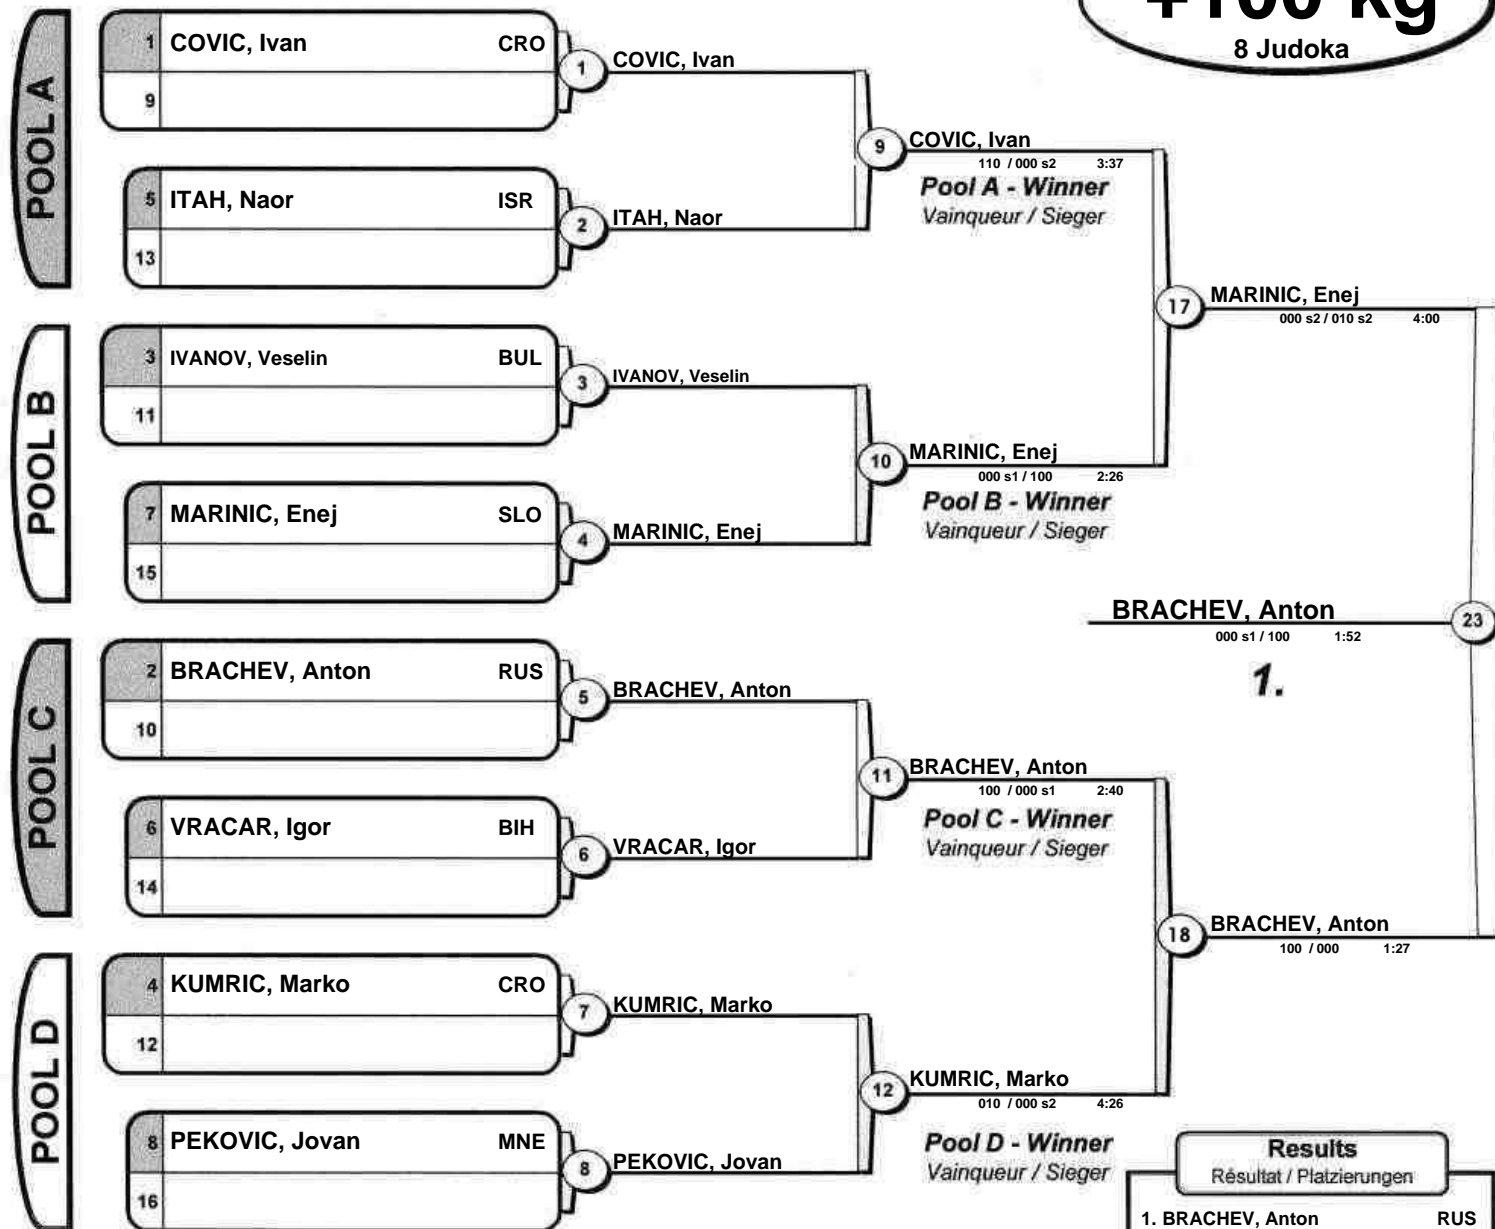 +100 kg
8 Judoka
POOL A
1 COVIC, Ivan CRO
9
1 COVIC, Ivan
5 ITAH, Naor ISR
13
2 ITAH, Naor
9 COVIC, Ivan
110 / 000 s2 3:37
Pool A - Winner
Vainqueur / Sieger
POOL B
3 IVANOV, Veselin BUL
11
3 IVANOV, Veselin
7 MARINIC, Enej SLO
15
4 MARINIC, Enej
10 MARINIC, Enej
000 s1 / 100 2:26
Pool B - Winner
Vainqueur / Sieger
17 MARINIC, Enej
000 s2 / 010 s2 4:00
BRACHEV, Anton 23
000 s1 / 100 1:52
1.
POOL C
2 BRACHEV, Anton RUS
10
5 BRACHEV, Anton
6 VRACAR, Igor BIH
14
6 VRACAR, Igor
11 BRACHEV, Anton
100 / 000 s1 2:40
Pool C - Winner
Vainqueur / Sieger
POOL D
4 KUMRIC, Marko CRO
12
7 KUMRIC, Marko
8 PEKOVIC, Jovan MNE
16
8 PEKOVIC, Jovan
12 KUMRIC, Marko
010 / 000 s2 4:26
Pool D - Winner
Vainqueur / Sieger
18 BRACHEV, Anton
100 / 000 1:27
Results
Résultat / Platzierungen
1. BRACHEV, Anton RUS